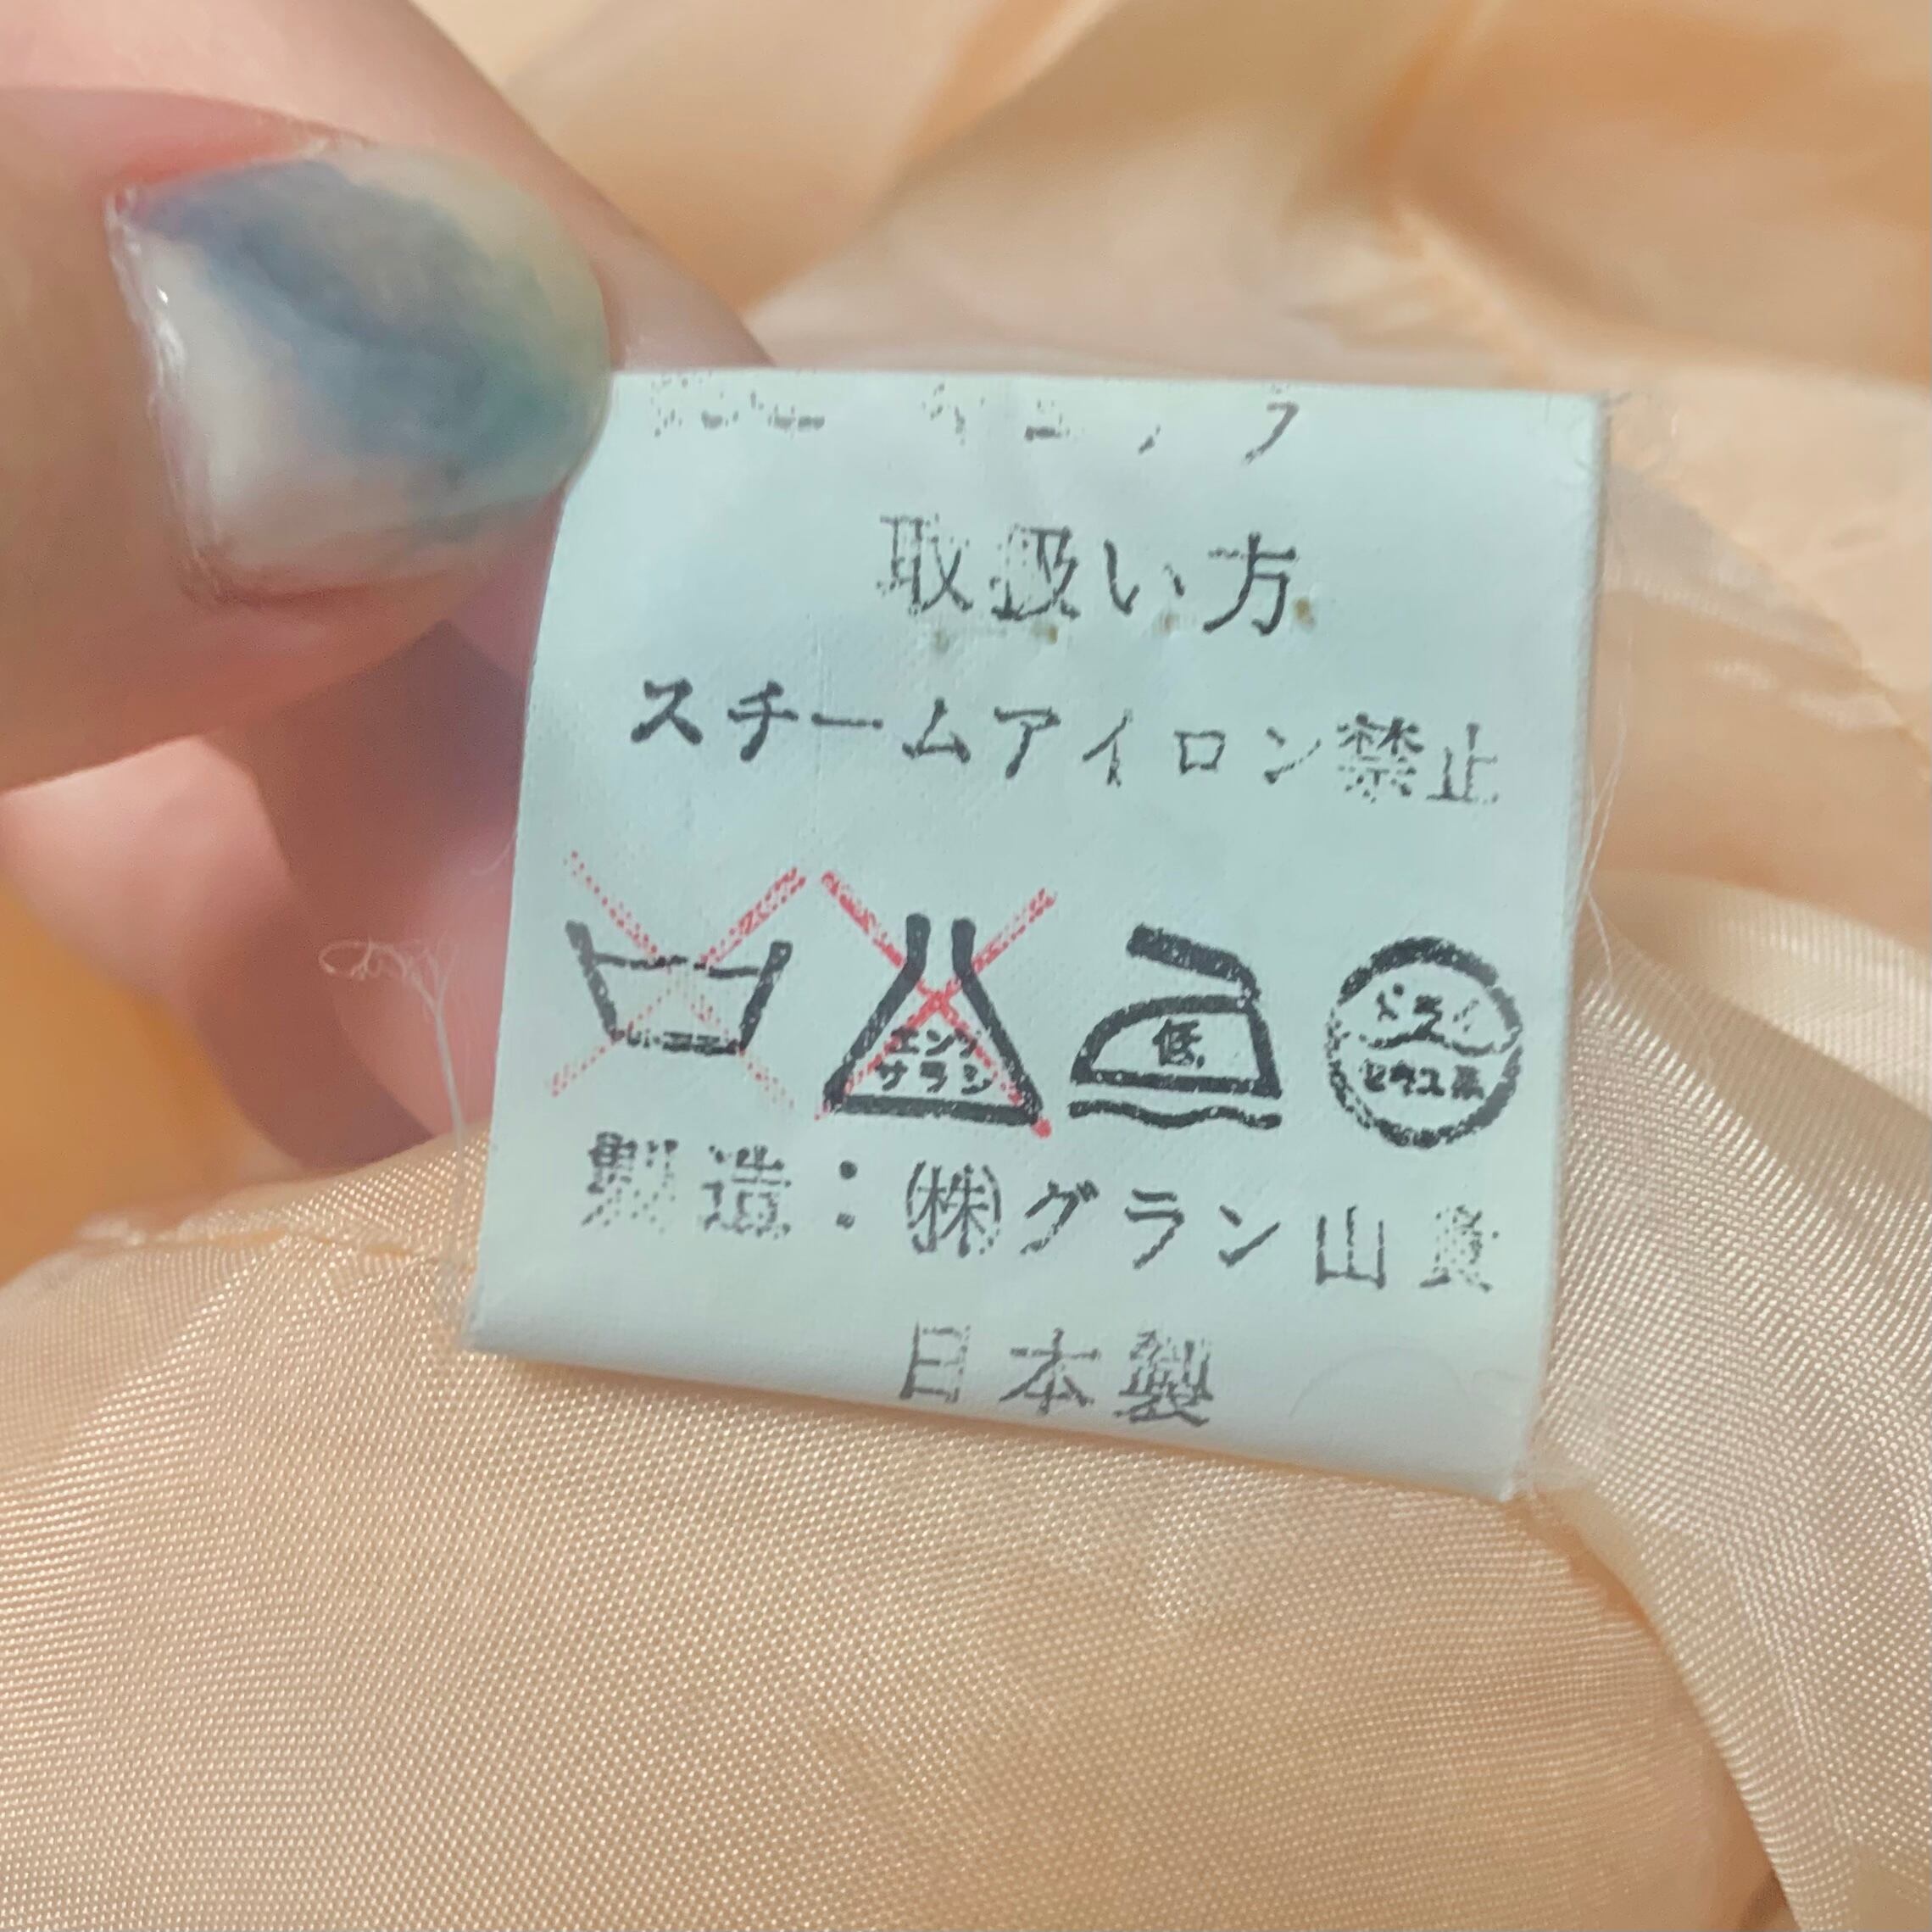 取扱い方
スチームアイロン禁止
エンソ
サラシ
低
ドライ
セキユ系
製造:㈱グラン山貴
日本製